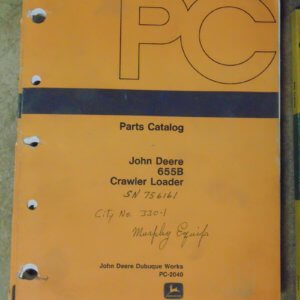 PC
Parts Catalog
John Deere
655B
Crawler Loader
SN 756161
City No. 330-1
Murphy Equip
John Deere Dubuque Works
PC-2040